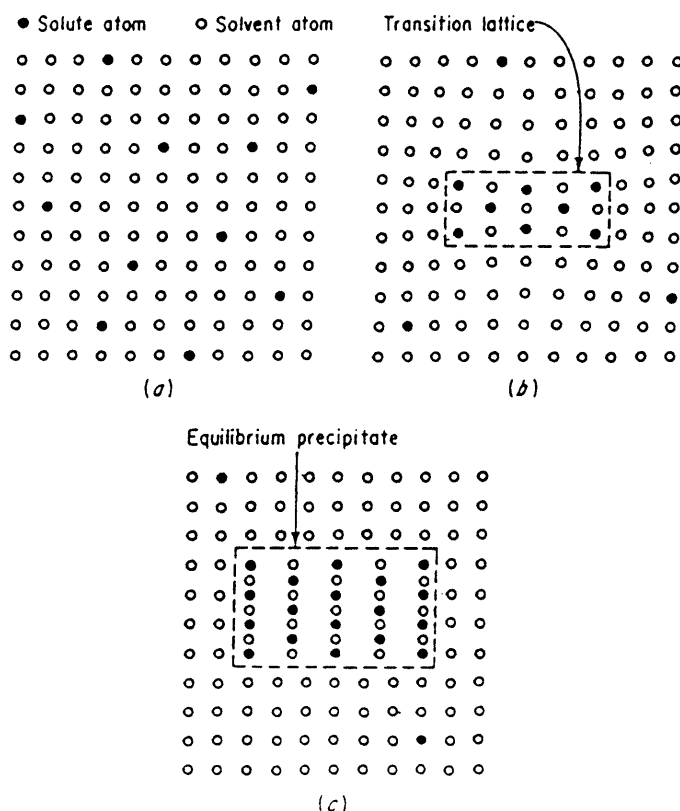 Solute atom
Solvent atom
Transition lattice
(a)
(b)
Equilibrium precipitate
(c)